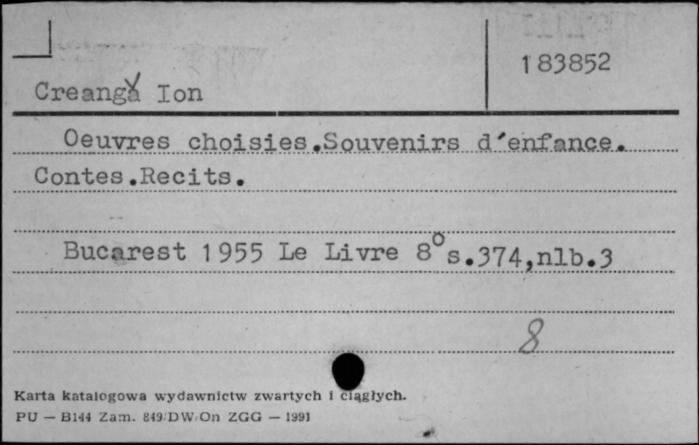 183852
Creangă Ion
Oeuvres choisies.Souvenirs d'enfance.
Contes.Recits.
Bucarest 1955 Le Livre 8° s.374,nlb.3
8
Karta katalogowa wydawnictw zwartych i ciągłych.
PU — B144 Zam. 849/DW/On ZGG — 1991